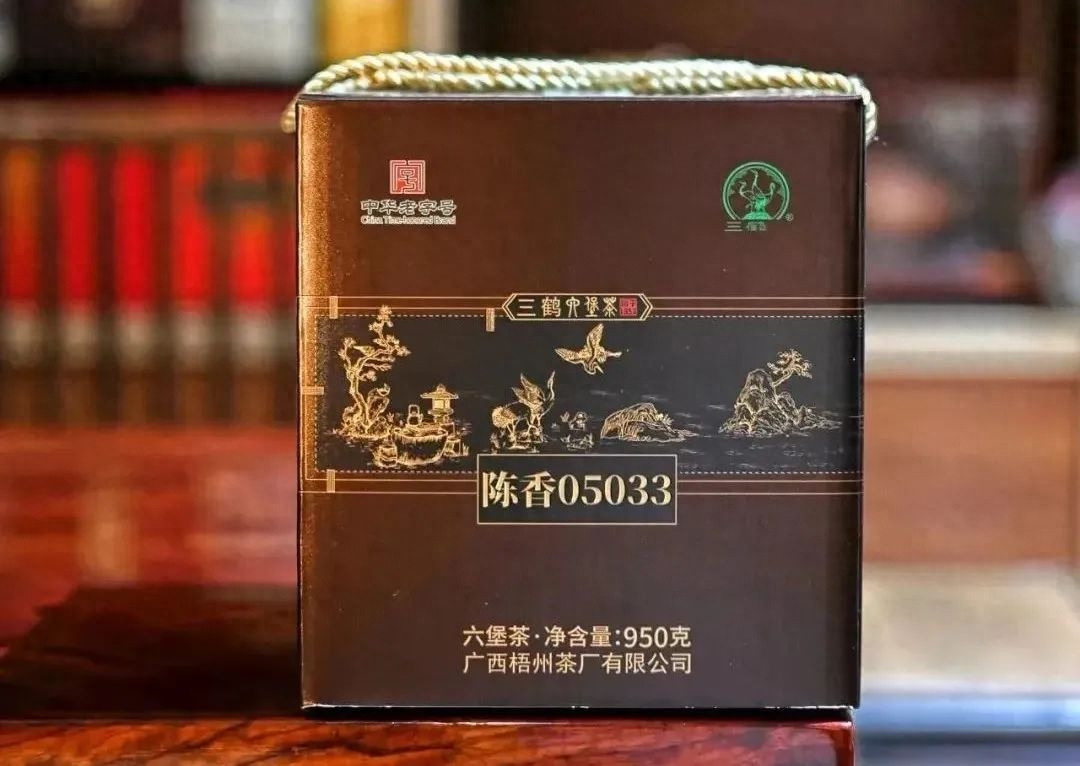 中华老字号
China Time-honored Brand
三鹤
®
三鹤六堡茶
陈香05033
六堡茶·净含量:950克
广西梧州茶厂有限公司